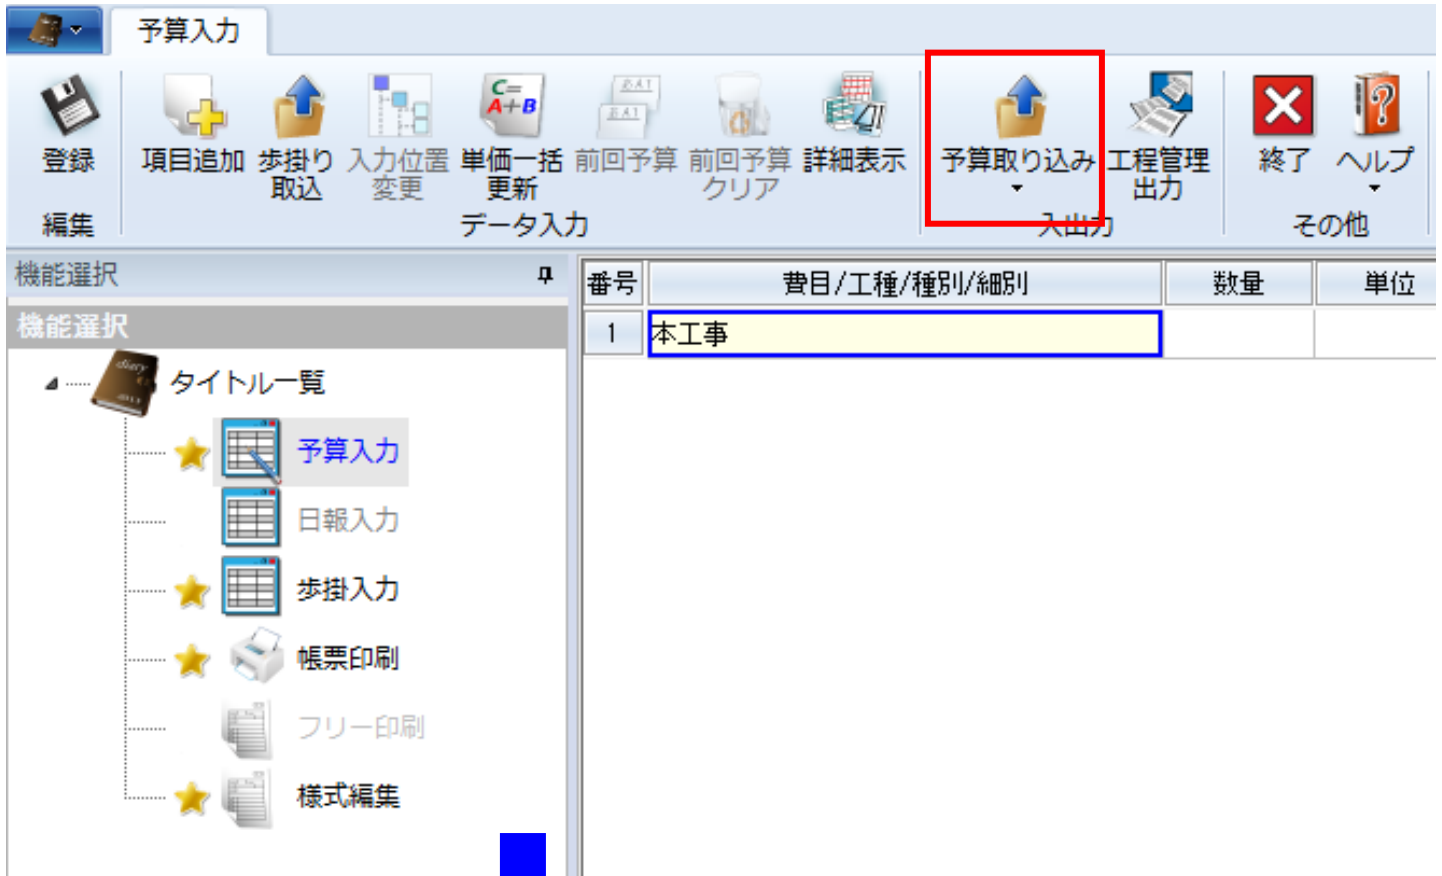 予算入力
登録
項目追加
歩掛り
取込
入力位置
変更
単価一括
更新
前回予算
前回予算
クリア
詳細表示
予算取り込み
工程管理
出力
終了
ヘルプ
編集
データ入力
入出力
その他
機能選択
機能選択
タイトル一覧
予算入力
日報入力
歩掛入力
帳票印刷
フリー印刷
様式編集
番号
費目/工種/種別/細別
数量
単位
1
本工事
C=
A+B
diary